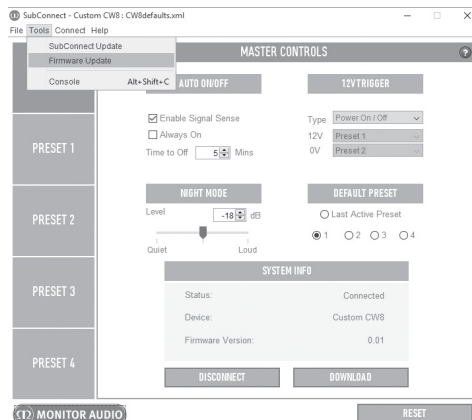 SubConnect - Custom CW8 : CW8defaults.xml
File Tools Connect Help
SubConnect Update
Firmware Update
Console Alt+Shift+C
MASTER CONTROLS
?
AUTO ON/OFF
12V TRIGGER
Enable Signal Sense
Always On
Time to Off 5 Mins
Type Power On / Off
12V Preset 1
0V Preset 2
PRESET 1
NIGHT MODE
DEFAULT PRESET
Level -18 dB
Quiet Loud
Last Active Preset
1 2 3 4
PRESET 2
SYSTEM INFO
Status: Connected
Device: Custom CW8
Firmware Version: 0.01
PRESET 3
DISCONNECT DOWNLOAD
PRESET 4
MONITOR AUDIO
RESET